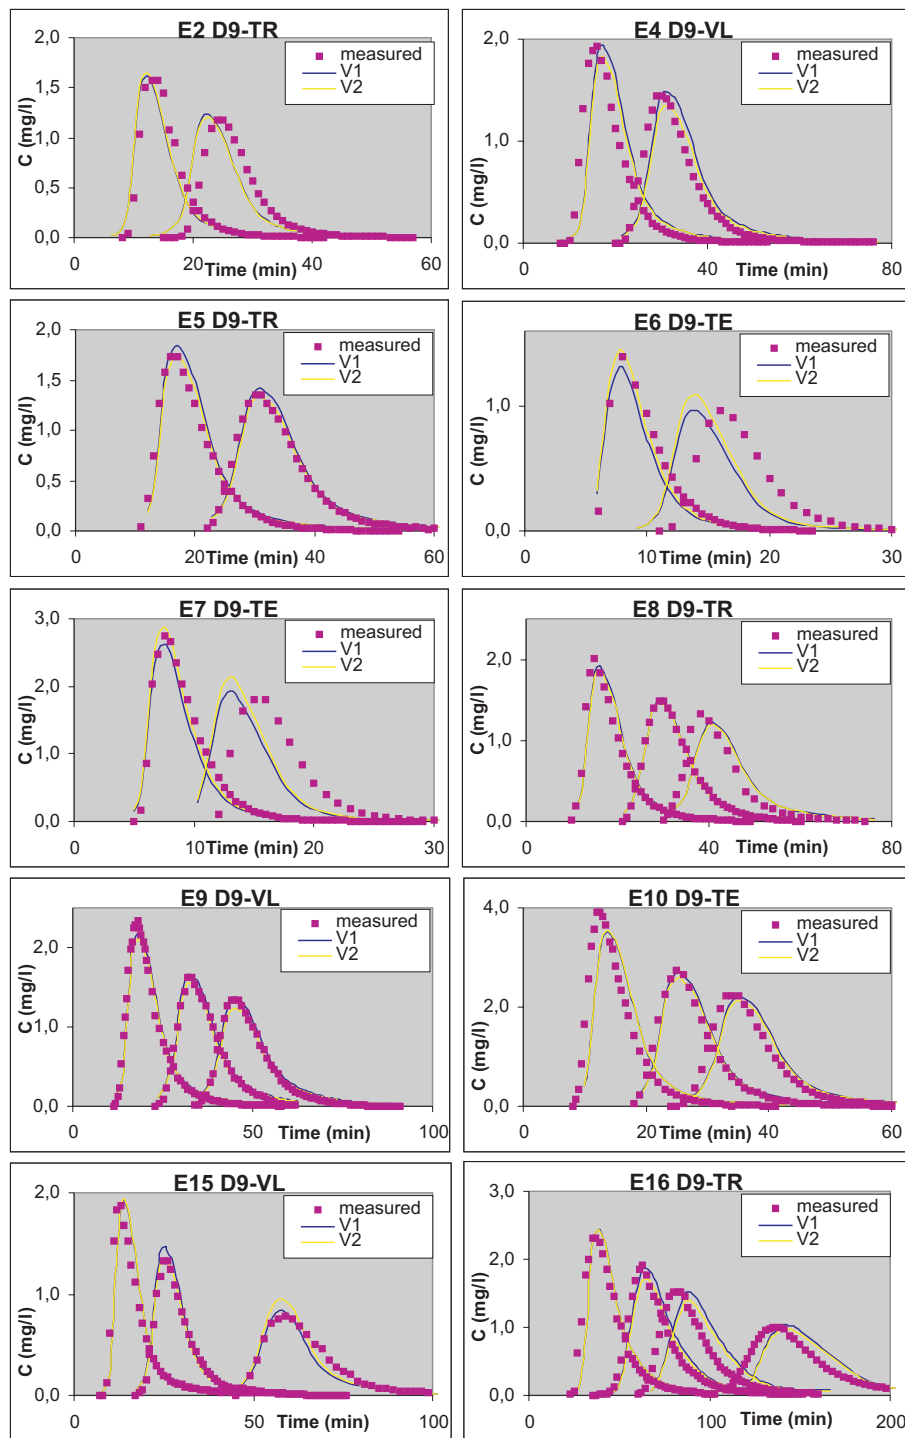 E2 D9-TR
2,0
1,5
1,0
0,5
0,0
C (mg/l)
measured
V1
V2
0
20
40
60
Time (min)
E4 D9-VL
2,0
1,0
0,0
C (mg/l)
measured
V1
V2
0
40
80
Time (min)
E5 D9-TR
2,0
1,5
1,0
0,5
0,0
C (mg/l)
measured
V1
V2
0
20
40
60
Time (min)
E6 D9-TE
1,0
0,0
C (mg/l)
measured
V1
V2
0
10
20
30
Time (min)
E7 D9-TE
3,0
2,0
1,0
0,0
C (mg/l)
measured
V1
V2
0
10
20
30
Time (min)
E8 D9-TR
2,0
1,0
0,0
C (mg/l)
measured
V1
V2
0
40
80
Time (min)
E9 D9-VL
2,0
1,0
0,0
C (mg/l)
measured
V1
V2
0
50
100
Time (min)
E10 D9-TE
4,0
2,0
0,0
C (mg/l)
measured
V1
V2
0
20
40
60
Time (min)
E15 D9-VL
2,0
1,0
0,0
C (mg/l)
measured
V1
V2
0
50
100
Time (min)
E16 D9-TR
3,0
2,0
1,0
0,0
C (mg/l)
measured
V1
V2
0
100
200
Time (min)